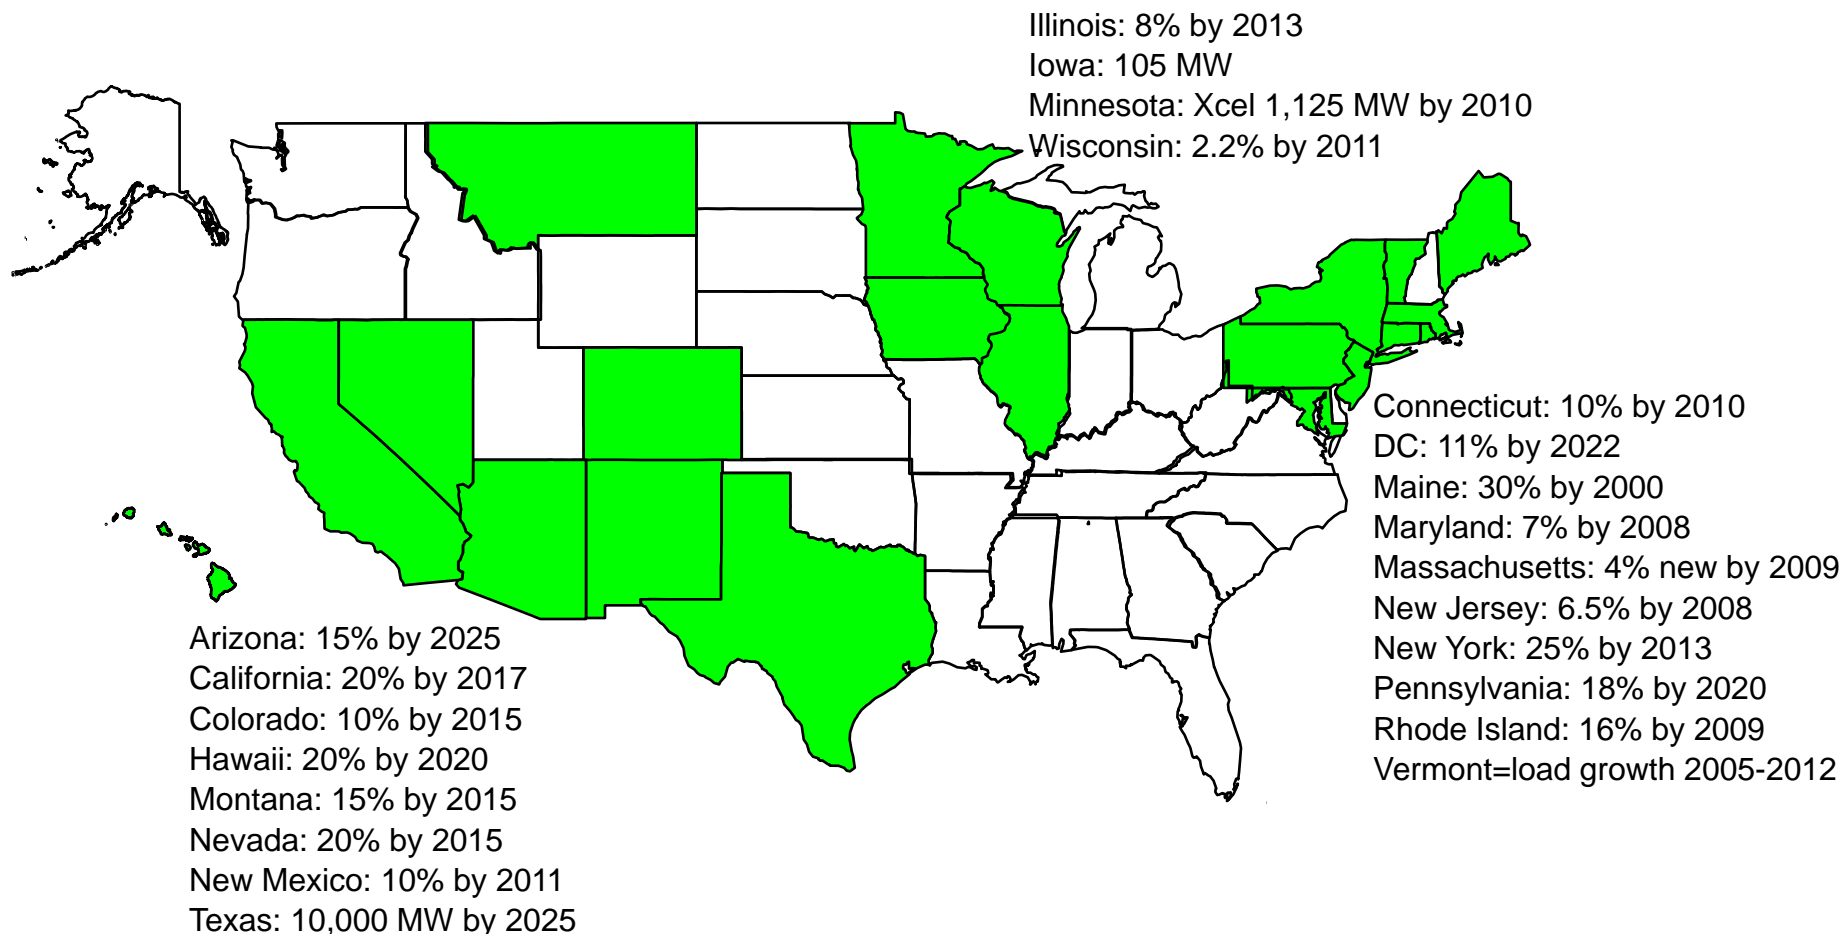 Illinois: 8% by 2013
Iowa: 105 MW
Minnesota: Xcel 1,125 MW by 2010
Wisconsin: 2.2% by 2011
Connecticut: 10% by 2010
DC: 11% by 2022
Maine: 30% by 2000
Maryland: 7% by 2008
Massachusetts: 4% new by 2009
New Jersey: 6.5% by 2008
New York: 25% by 2013
Pennsylvania: 18% by 2020
Rhode Island: 16% by 2009
Vermont=load growth 2005-2012
Arizona: 15% by 2025
California: 20% by 2017
Colorado: 10% by 2015
Hawaii: 20% by 2020
Montana: 15% by 2015
Nevada: 20% by 2015
New Mexico: 10% by 2011
Texas: 10,000 MW by 2025